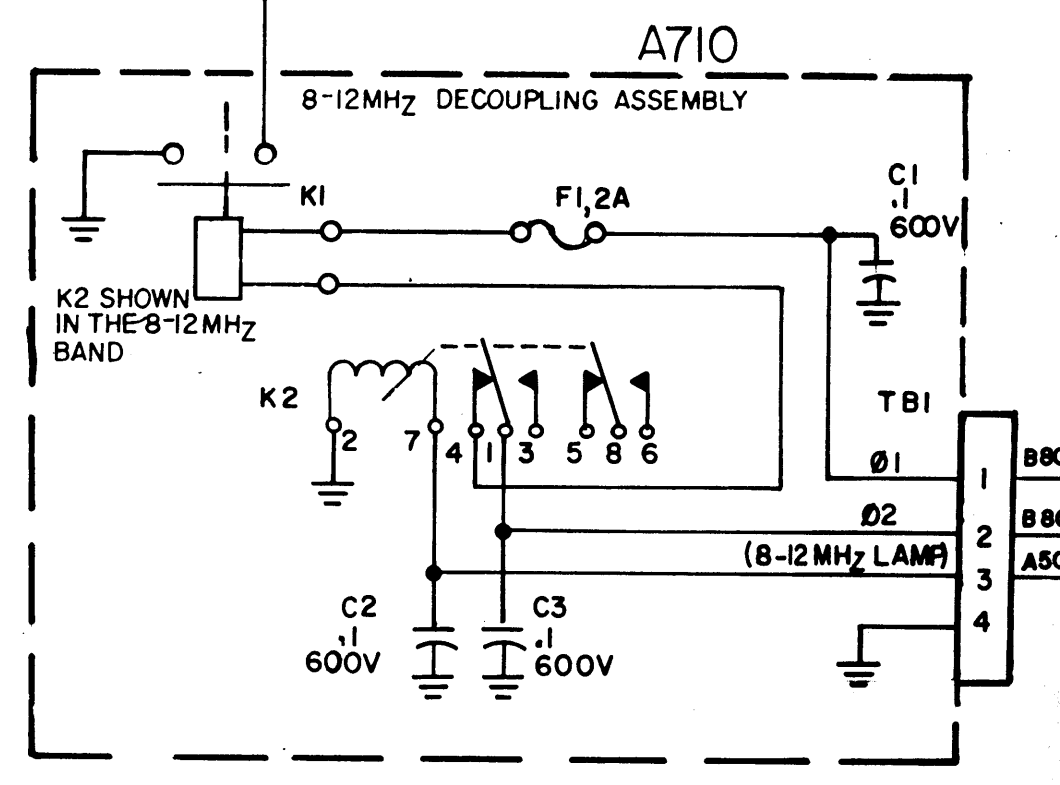 A710
8-12MHZ DECOUPLING ASSEMBLY
K1
F1,2A
C1
.1
600V
K2 SHOWN
IN THE 8-12MHZ
BAND
K2
2
7
4
1
3
5
8
6
TB1
Ø1
1
Ø2
2
(8-12MHZ LAMP)
3
4
C2
.1
600V
C3
.1
600V